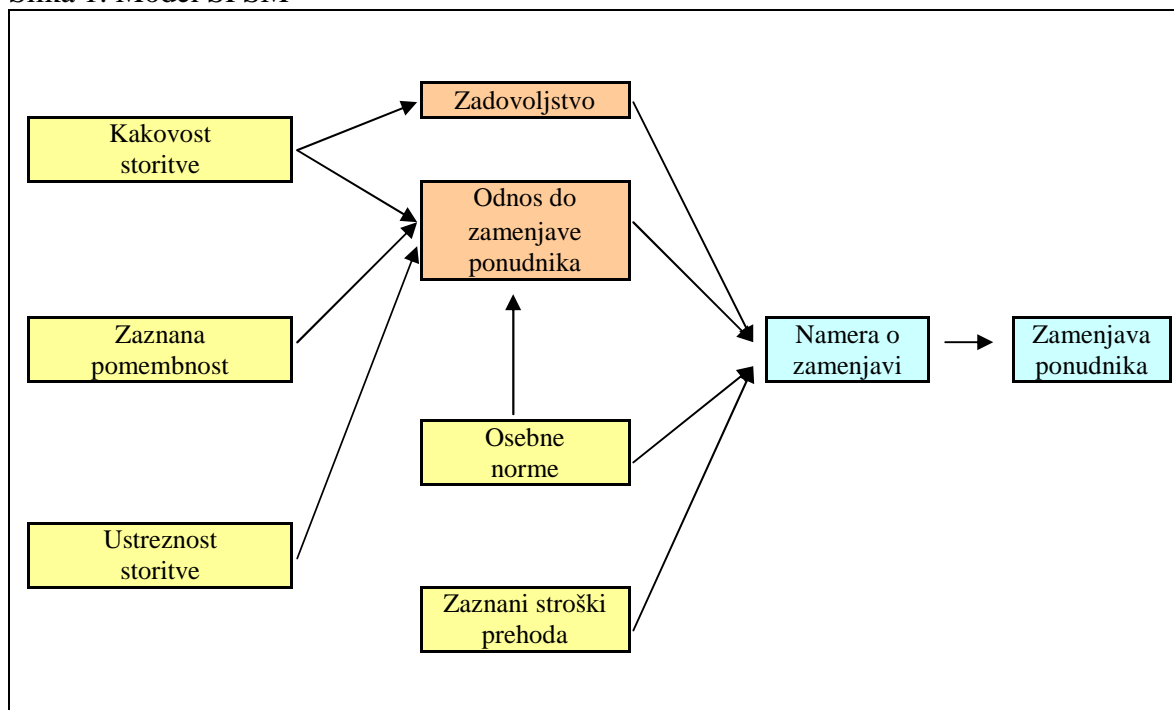 Slika 1: Model SPSM
Zadovoljstvo
Kakovost
storitve
Odnos do
zamenjave
ponudnika
Zaznana
pomembnost
Namera o
zamenjavi
Zamenjava
ponudnika
Osebne
norme
Ustreznost
storitve
Zaznani stroški
prehoda